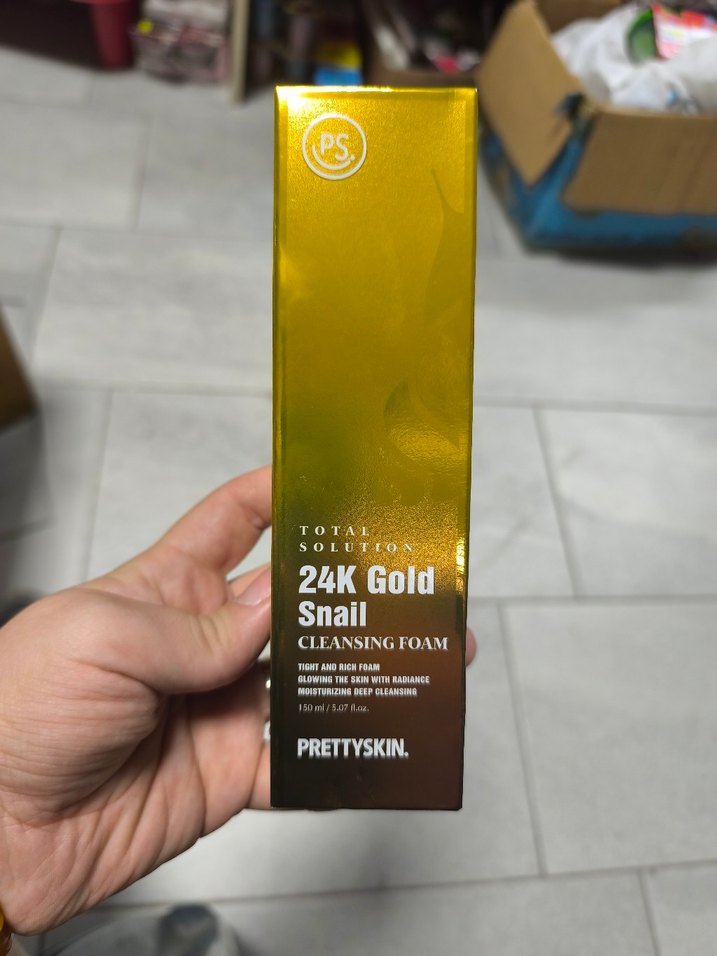 PS.
TOTAL
SOLUTION
24K Gold
Snail
CLEANSING FOAM
TIGHT AND RICH FOAM
GLOWING THE SKIN WITH RADIANCE
MOISTURIZING DEEP CLEANSING
150 ml / 5.07 fl.oz.
PRETTYSKIN.